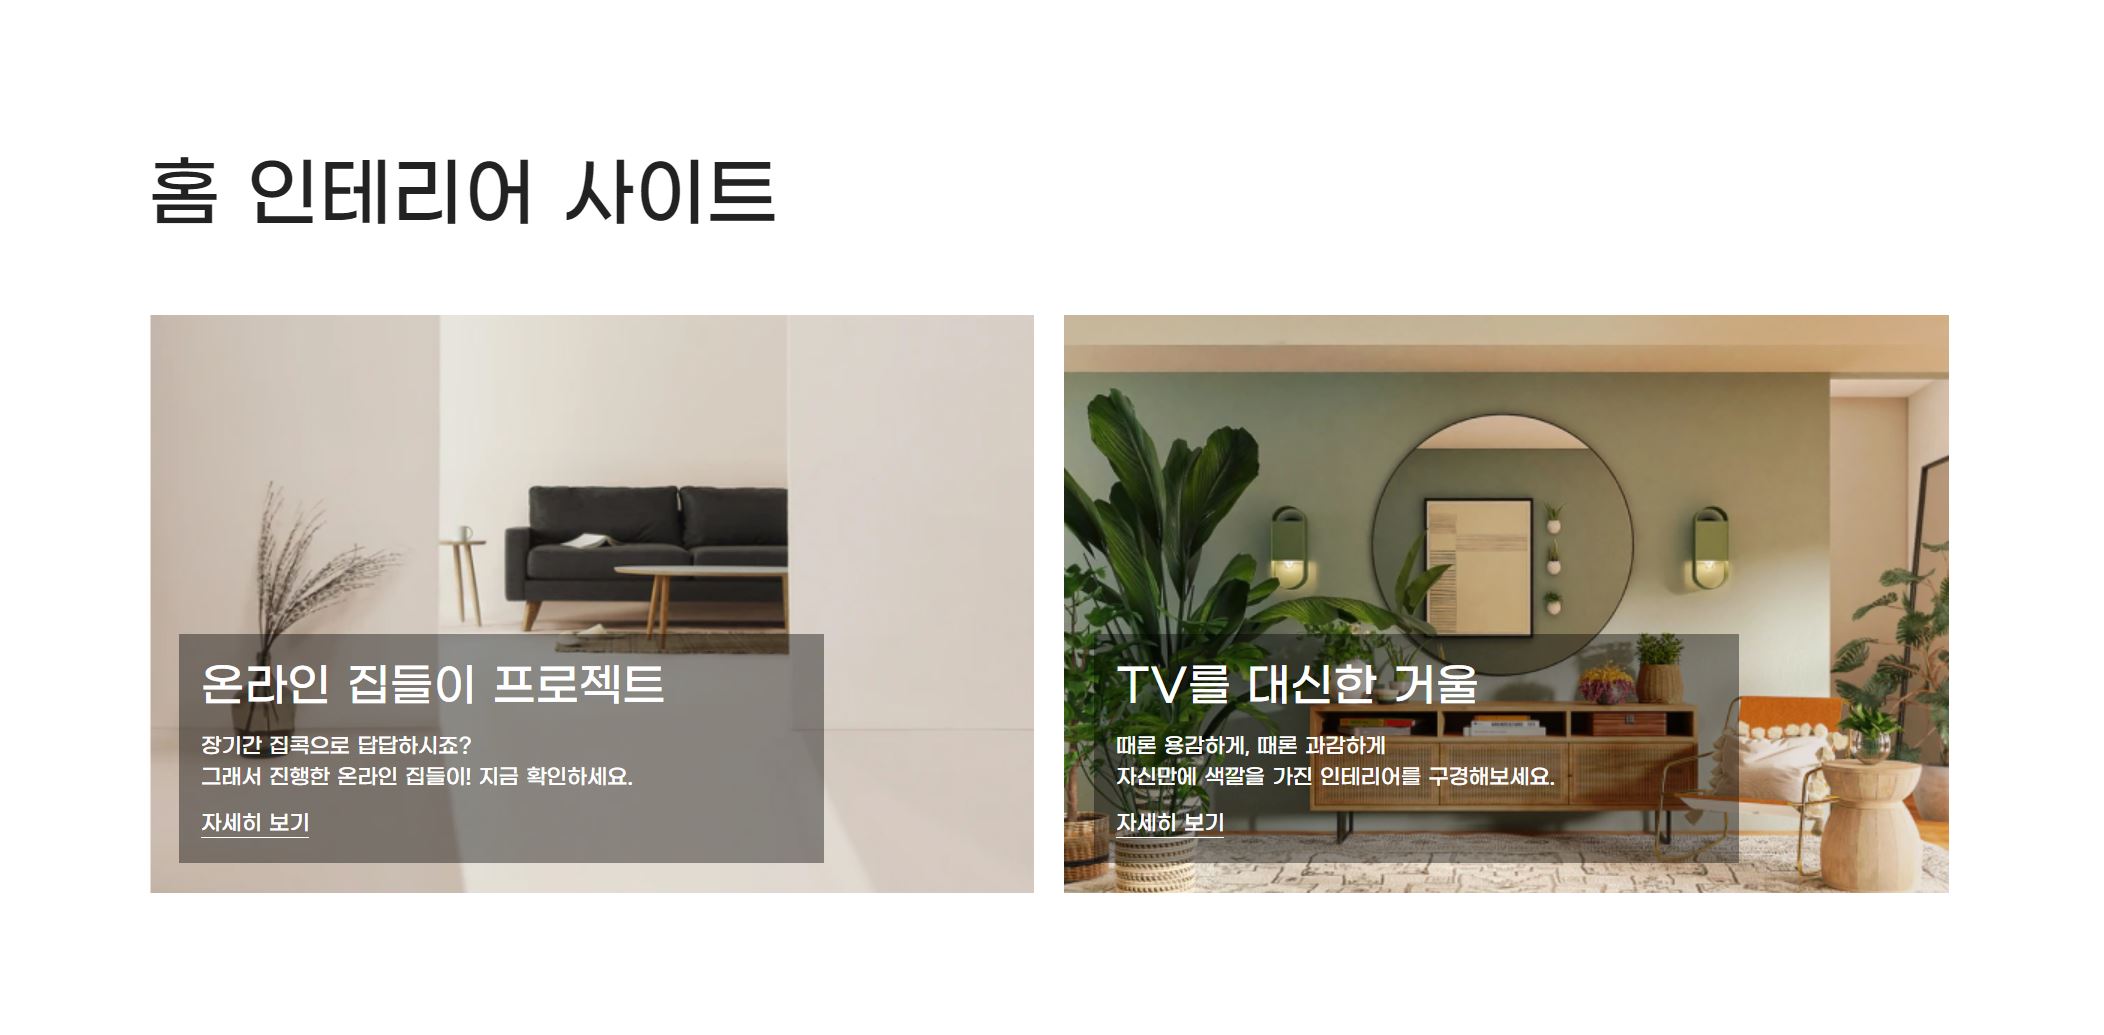 홈 인테리어 사이트
온라인 집들이 프로젝트
장기간 집콕으로 답답하시죠?
그래서 진행한 온라인 집들이! 지금 확인하세요.
자세히 보기
TV를 대신한 거울
때론 용감하게, 때론 과감하게
자신만에 색깔을 가진 인테리어를 구경해보세요.
자세히 보기